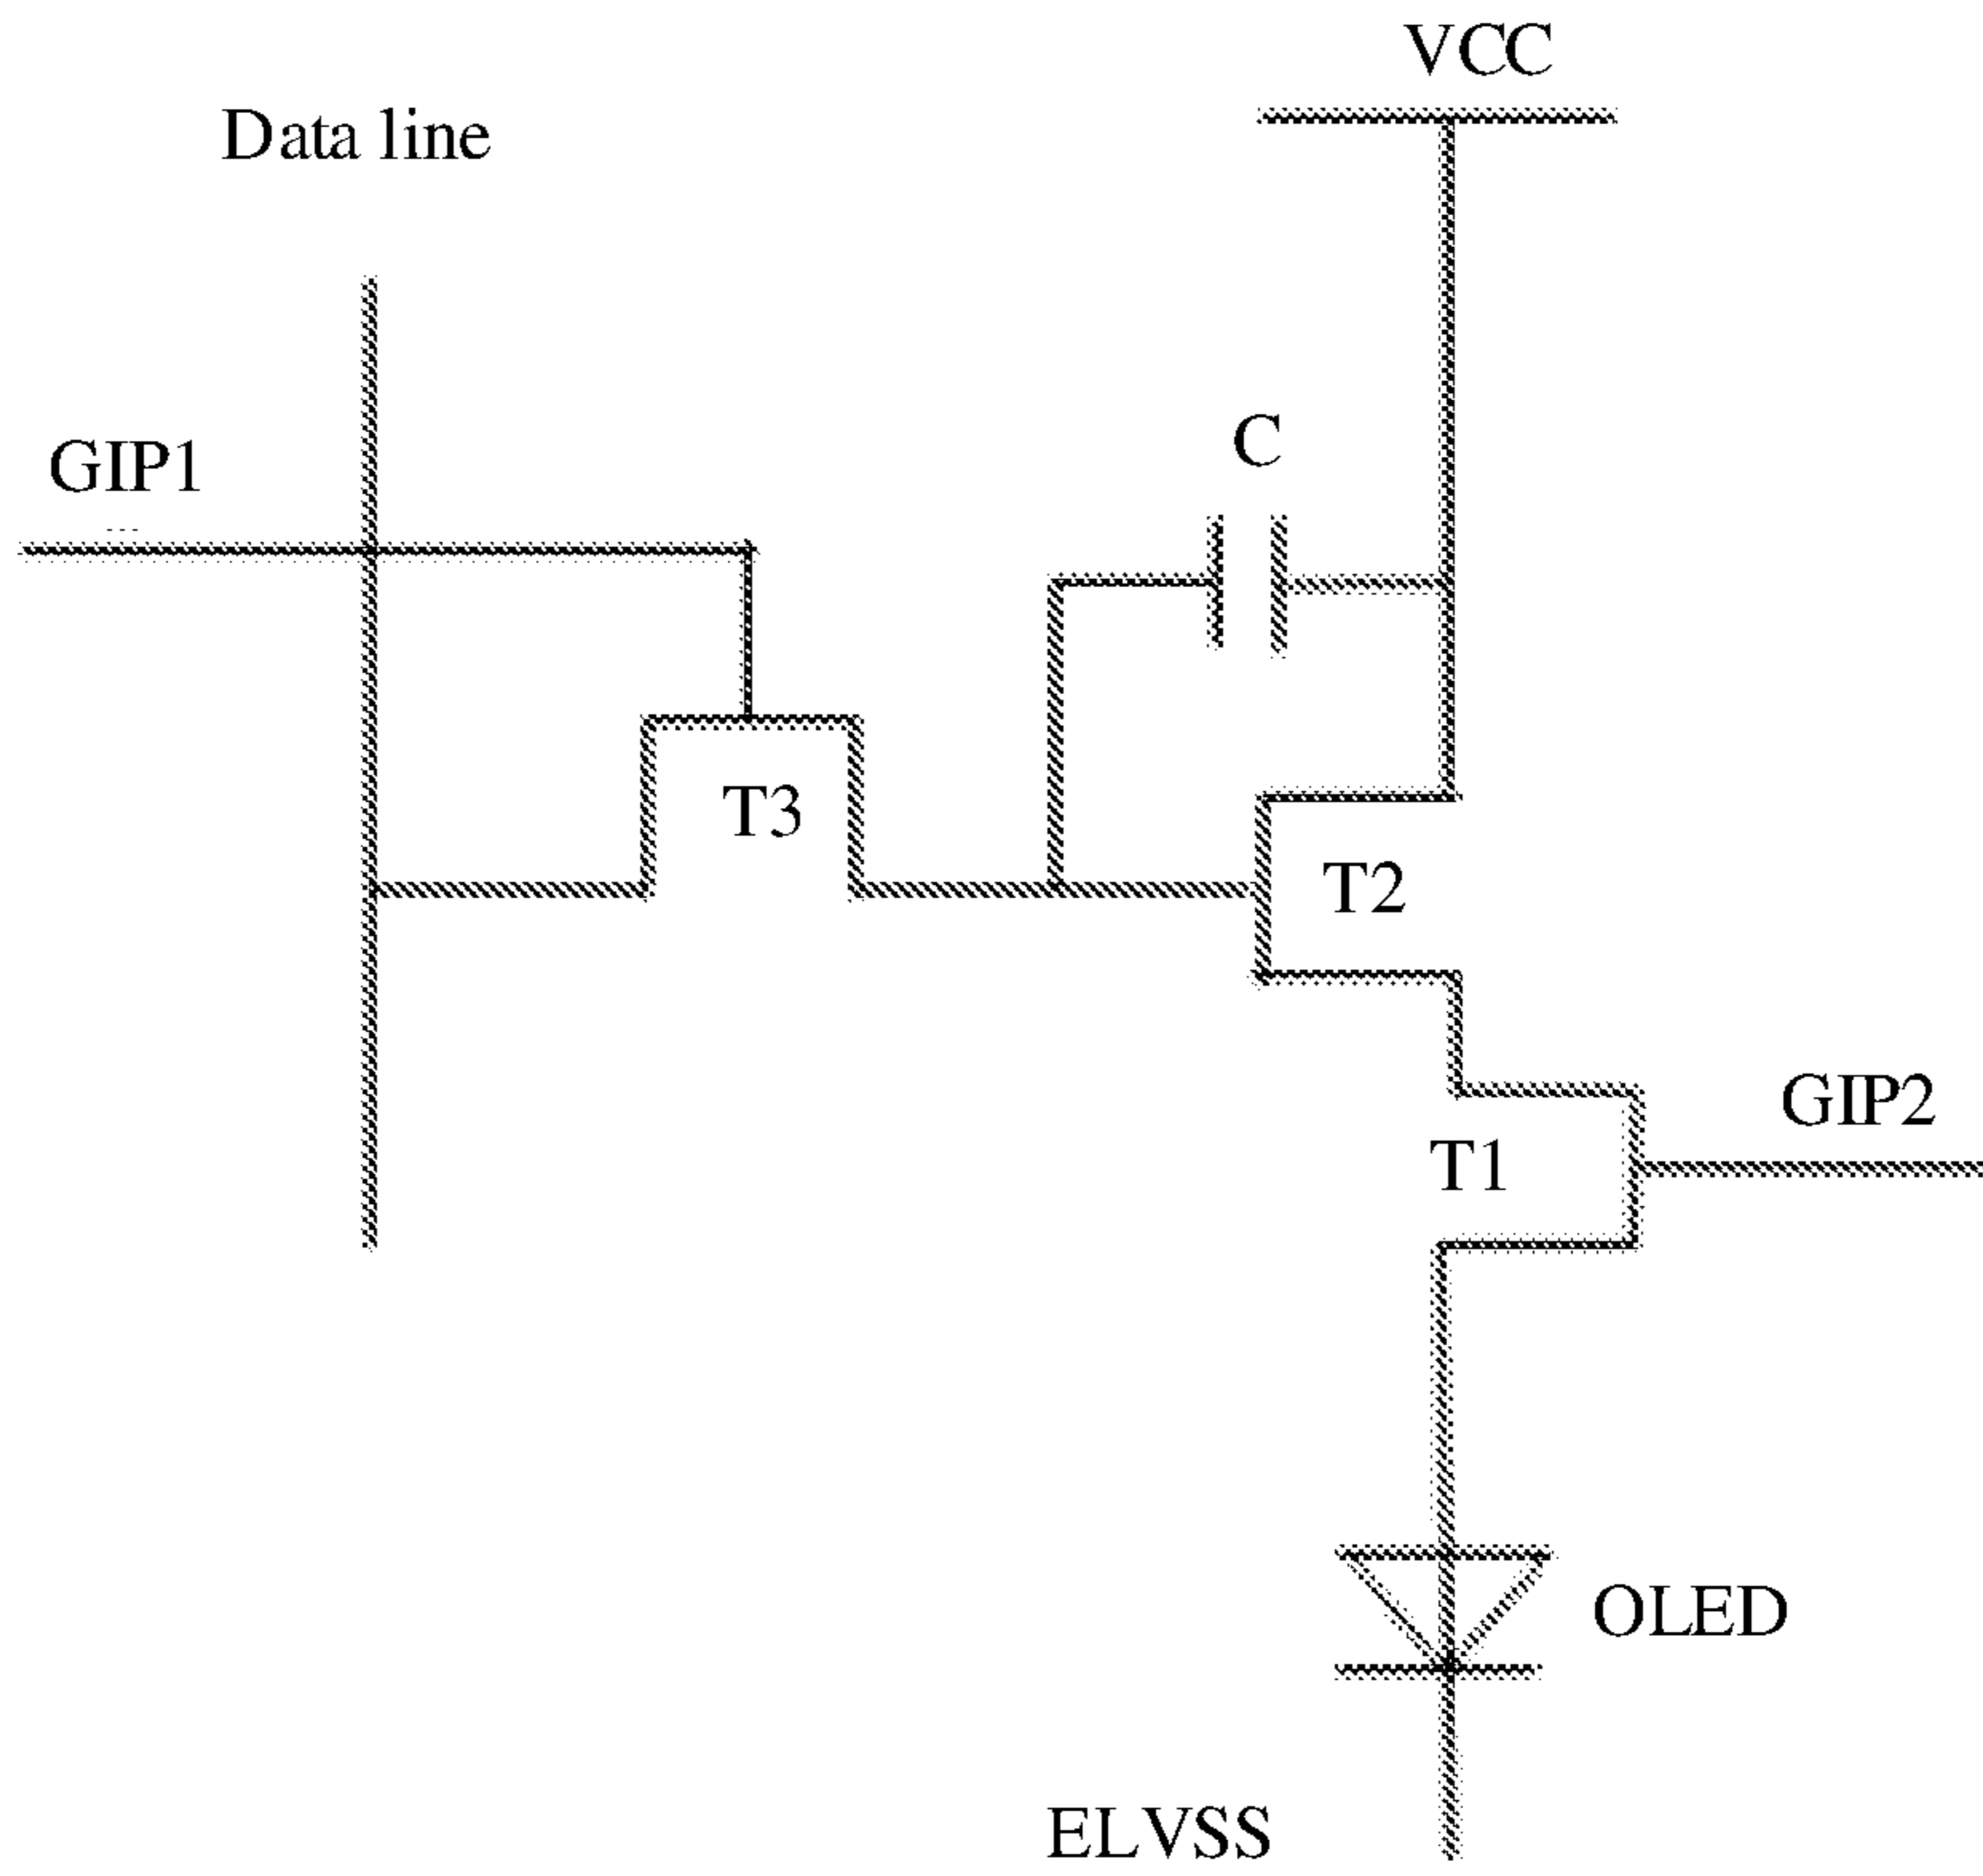 VCC
Data line
GIP1
C
T3
T2
GIP2
T1
OLED
ELVSS